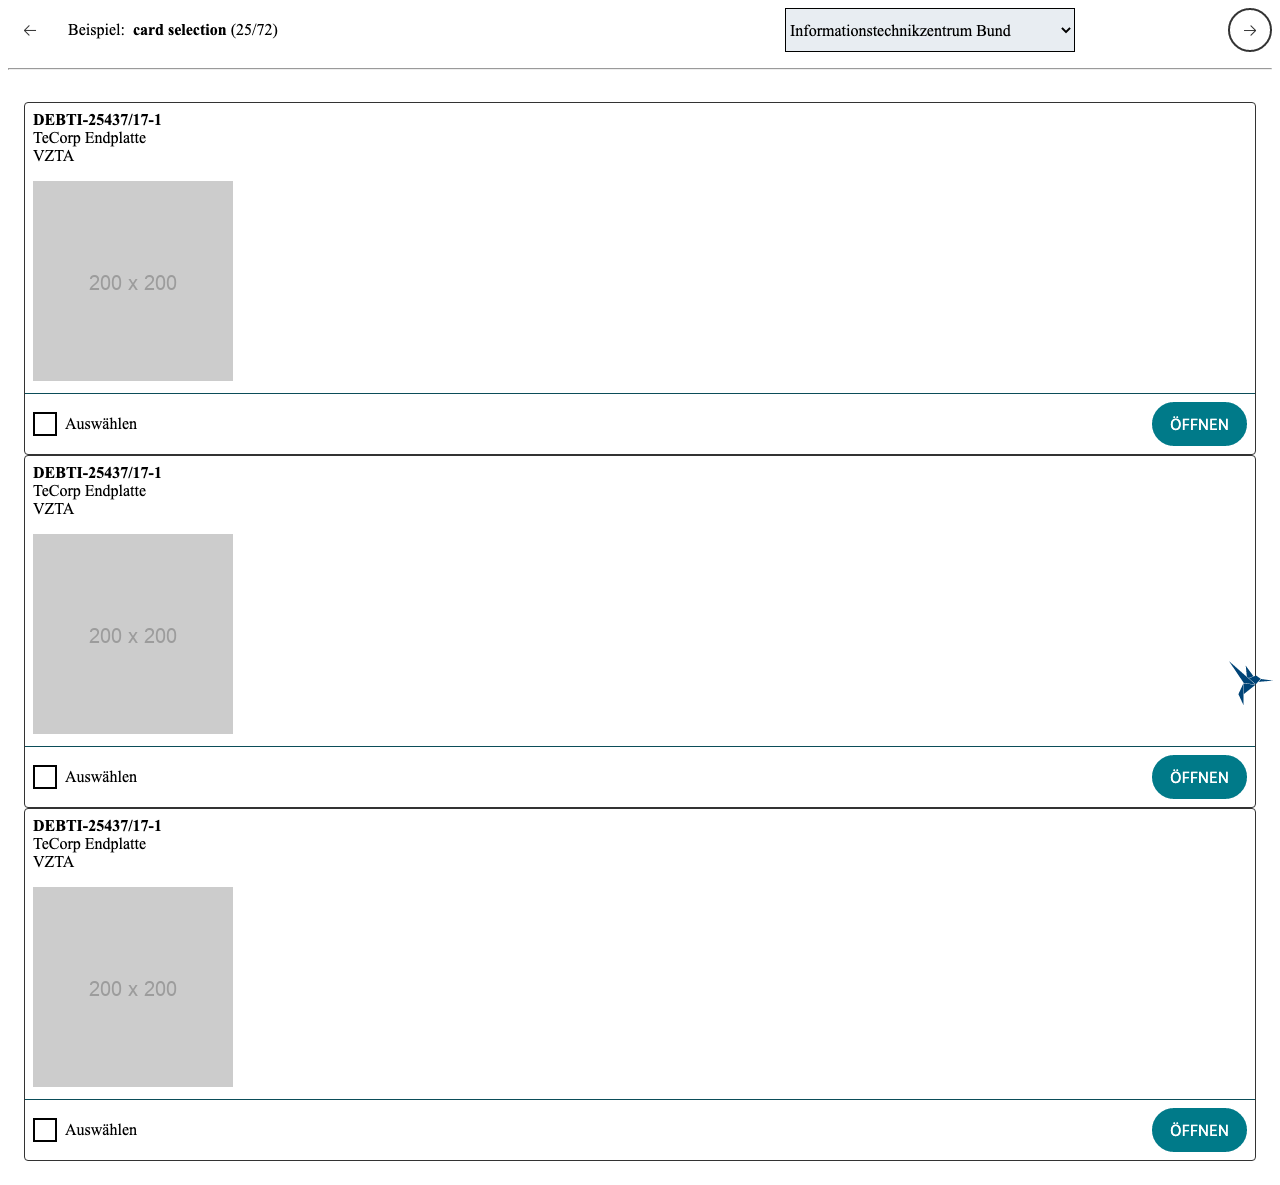 Beispiel: card selection (25/72)
Informationstechnikzentrum Bund
DEBTI-25437/17-1
TeCorp Endplatte
VZTA
200 x 200
Auswählen
ÖFFNEN
DEBTI-25437/17-1
TeCorp Endplatte
VZTA
200 x 200
Auswählen
ÖFFNEN
DEBTI-25437/17-1
TeCorp Endplatte
VZTA
200 x 200
Auswählen
ÖFFNEN